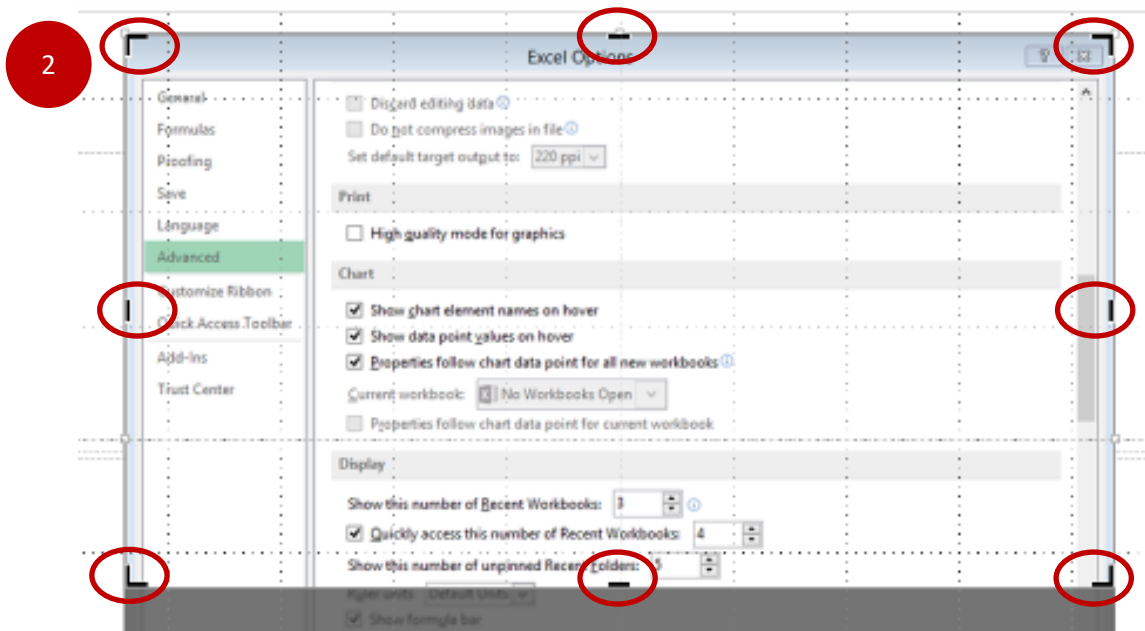 2
Excel Options
General
Formulas
Proofing
Save
Language
Advanced
Customize Ribbon
Quick Access Toolbar
Add-Ins
Trust Center
Discard editing data
Do not compress images in file
Set default target output to: 220 ppi
Print
High quality mode for graphics
Chart
Show chart element names on hover
Show data point values on hover
Properties follow chart data point for all new workbooks
Current workbook: No Workbooks Open
Properties follow chart data point for current workbook
Display
Show this number of Recent Workbooks: 3
Quickly access this number of Recent Workbooks: 4
Show this number of unpinned Recent Folders: 5
Ruler units Default Units
Show formula bar